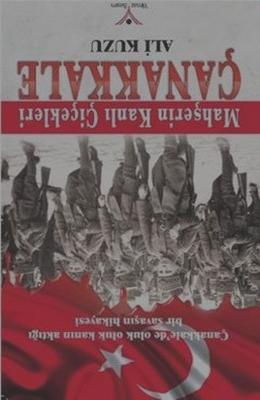 ALİ KUZU
ÇANAKKALE
Mahşerin Kanlı Çiçekleri
Çanakkale'de oluk oluk kanın aktığı
bir savaşın hikayesi